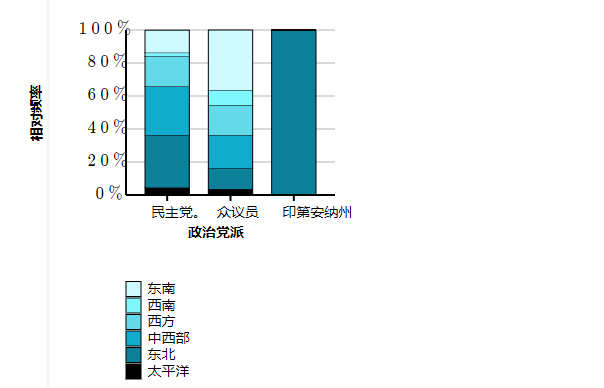 100%
80%
60%
40%
20%
0%
相对频率
民主党。 众议员 印第安纳州
政治党派
东南
西南
西方
中西部
东北
太平洋